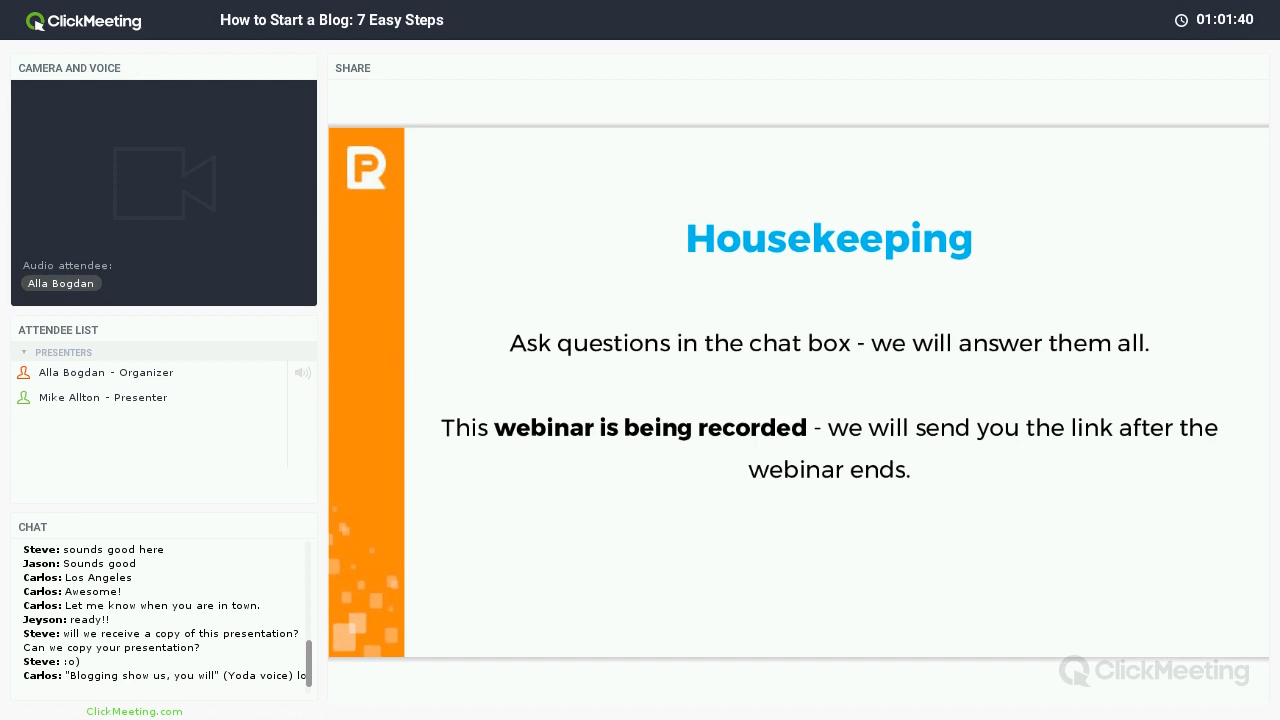 ClickMeeting
How to Start a Blog: 7 Easy Steps
01:01:40
CAMERA AND VOICE
Audio attendee:
Alla Bogdan
ATTENDEE LIST
PRESENTERS
Alla Bogdan - Organizer
Mike Allton - Presenter
CHAT
Steve: sounds good here
Jason: Sounds good
Carlos: Los Angeles
Carlos: Awesome!
Carlos: Let me know when you are in town.
Jeyson: ready!!
Steve: will we receive a copy of this presentation?
Can we copy your presentation?
Steve: :o)
Carlos: "Blogging show us, you will" (Yoda voice) lo
ClickMeeting.com
SHARE
Housekeeping
Ask questions in the chat box - we will answer them all.
This webinar is being recorded - we will send you the link after the
webinar ends.
ClickMeeting